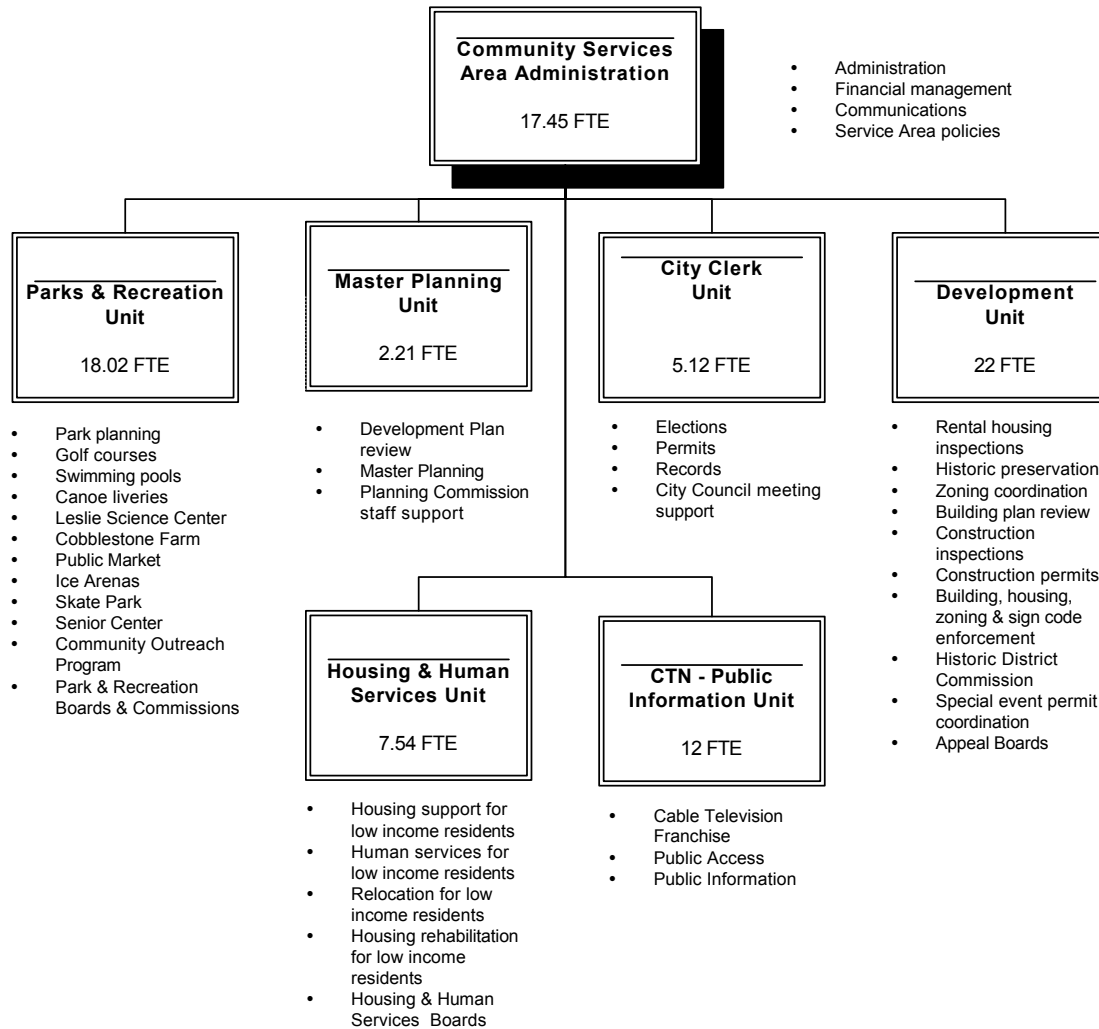 Community Services
Area Administration
17.45 FTE
• Administration
• Financial management
• Communications
• Service Area policies
Parks & Recreation
Unit
18.02 FTE
• Park planning
• Golf courses
• Swimming pools
• Canoe liveries
• Leslie Science Center
• Cobblestone Farm
• Public Market
• Ice Arenas
• Skate Park
• Senior Center
• Community Outreach
Program
• Park & Recreation
Boards & Commissions
Master Planning
Unit
2.21 FTE
• Development Plan
review
• Master Planning
• Planning Commission
staff support
City Clerk
Unit
5.12 FTE
• Elections
• Permits
• Records
• City Council meeting
support
Development
Unit
22 FTE
• Rental housing
inspections
• Historic preservation
• Zoning coordination
• Building plan review
• Construction
inspections
• Construction permits
• Building, housing,
zoning & sign code
enforcement
• Historic District
Commission
• Special event permit
coordination
• Appeal Boards
Housing & Human
Services Unit
7.54 FTE
• Housing support for
low income residents
• Human services for
low income residents
• Relocation for low
income residents
• Housing rehabilitation
for low income
residents
• Housing & Human
Services Boards
CTN - Public
Information Unit
12 FTE
• Cable Television
Franchise
• Public Access
• Public Information